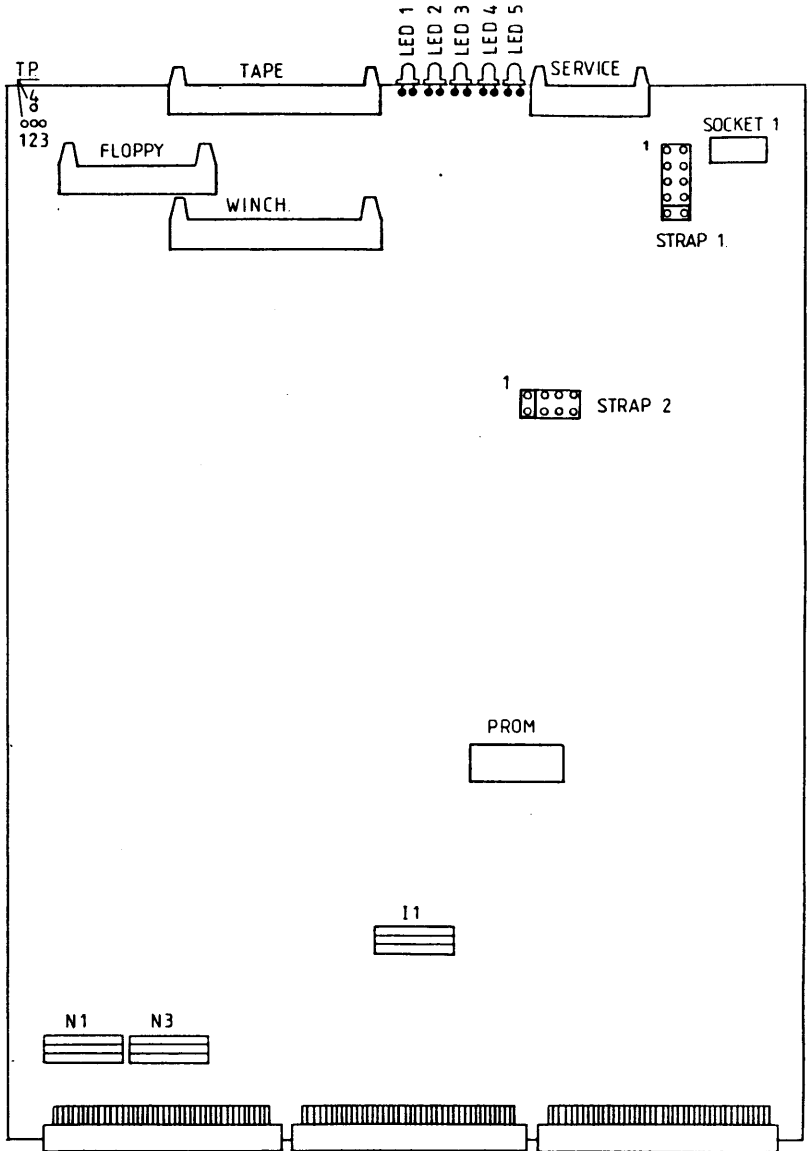 LED 1
LED 2
LED 3
LED 4
LED 5
T.P.
TAPE
SERVICE
4
123
FLOPPY
SOCKET 1
1
WINCH.
STRAP 1.
1
STRAP 2
PROM
I1
N1 N3